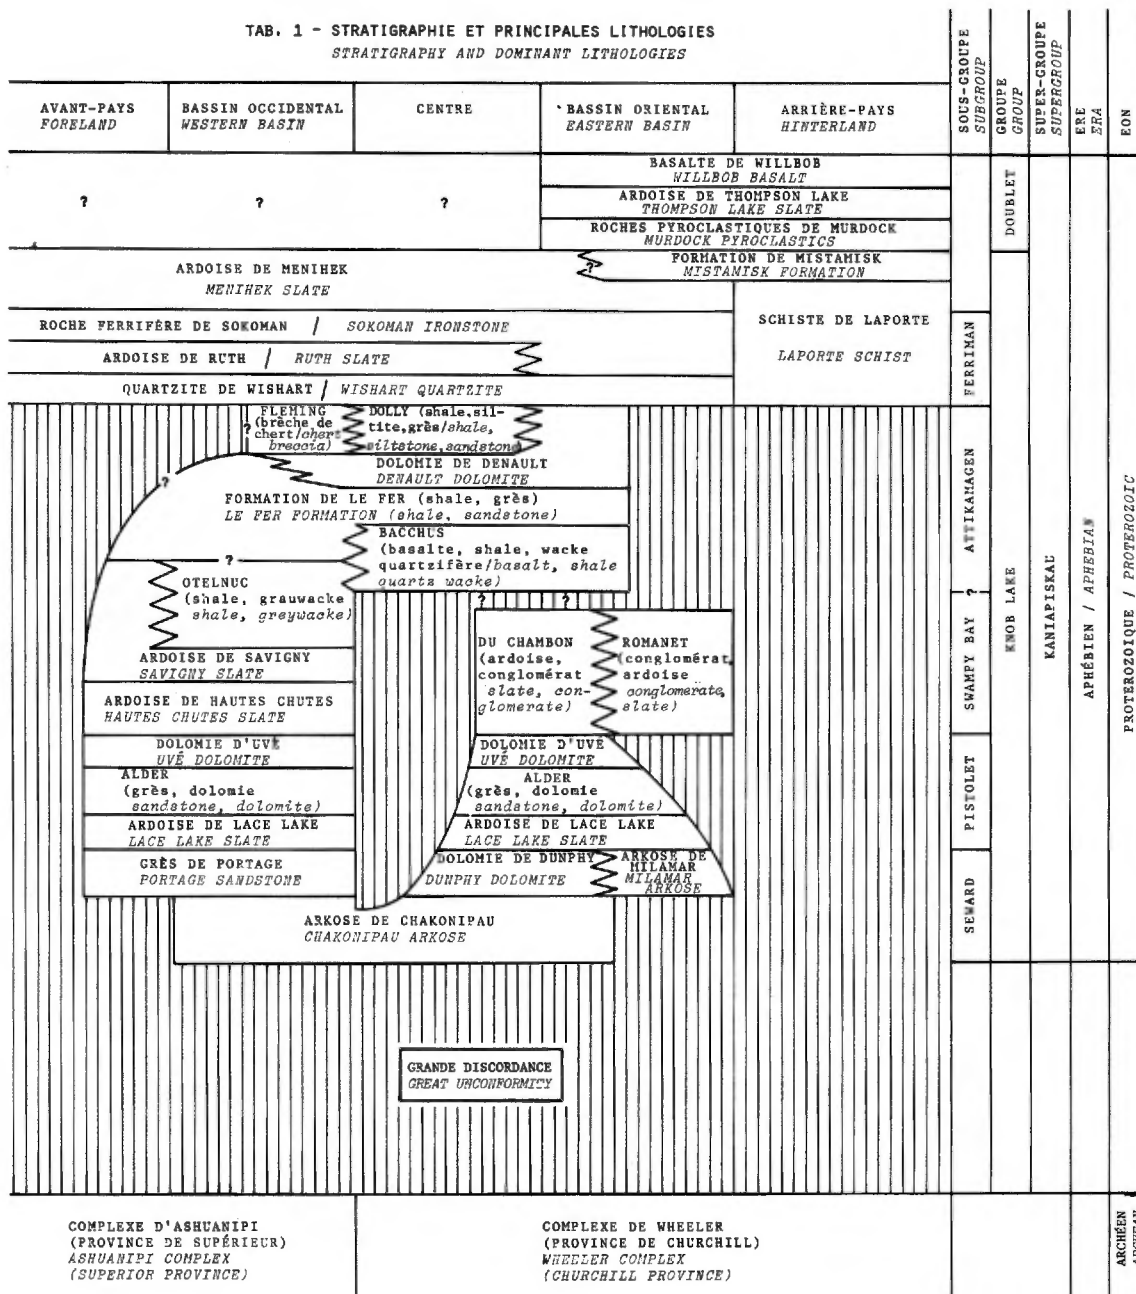 TAB. 1 - STRATIGRAPHIE ET PRINCIPALES LITHOLOGIES
STRATIGRAPHY AND DOMINANT LITHOLOGIES
AVANT-PAYS
FORELAND
BASSIN OCCIDENTAL
WESTERN BASIN
CENTRE
BASSIN ORIENTAL
EASTERN BASIN
ARRIÈRE-PAYS
HINTERLAND
SOUS-GROUPE
SUBGROUP
GROUPE
GROUP
SUPER-GROUPE
SUPERGROUP
ERE
ERA
EON
?
?
?
BASALTE DE WILLBOB
WILLBOB BASALT
ARDOISE DE THOMPSON LAKE
THOMPSON LAKE SLATE
ROCHES PYROCLASTIQUES DE MURDOCK
MURDOCK PYROCLASTICS
?
FORMATION DE MISTAMISK
MISTAMISK FORMATION
ARDOISE DE MENIHEK
MENIHEK SLATE
ROCHE FERRIFÈRE DE SOKOMAN / SOKOMAN IRONSTONE
ARDOISE DE RUTH / RUTH SLATE
QUARTZITE DE WISHART / WISHART QUARTZITE
SCHISTE DE LAPORTE
LAPORTE SCHIST
?
FLEMING
(brèche de
chert/chert
breccia)
DOLLY (shale,sil-
tite,grès/shale,
siltstone,sandstone)
DOLOMIE DE DENAULT
DENAULT DOLOMITE
?
FORMATION DE LE FER (shale, grès)
LE FER FORMATION (shale, sandstone)
BACCHUS
(basalte, shale, wacke
quartzifère/basalt, shale
quartz wacke)
?
OTELNUC
(shale, grauwacke
shale, greywacke)
ARDOISE DE SAVIGNY
SAVIGNY SLATE
ARDOISE DE HAUTES CHUTES
HAUTES CHUTES SLATE
DOLOMIE D'UVÉ
UVÉ DOLOMITE
ALDER
(grès, dolomie
sandstone, dolomite)
ARDOISE DE LACE LAKE
LACE LAKE SLATE
GRÈS DE PORTAGE
PORTAGE SANDSTONE
?
?
DU CHAMBON
(ardoise,
conglomérat
slate, con-
glomerate)
ROMANET
(conglomérat,
ardoise
conglomerate,
slate)
DOLOMIE D'UVÉ
UVÉ DOLOMITE
ALDER
(grès, dolomie
sandstone, dolomite)
ARDOISE DE LACE LAKE
LACE LAKE SLATE
DOLOMIE DE DUNPHY
DUNPHY DOLOMITE
ARKOSE DE
MILAMAR
MILAMAR
ARKOSE
ARKOSE DE CHAKONIPAU
CHAKONIPAU ARKOSE
GRANDE DISCORDANCE
GREAT UNCONFORMITY
COMPLEXE D'ASHUANIPI
(PROVINCE DE SUPÉRIEUR)
ASHUANIPI COMPLEX
(SUPERIOR PROVINCE)
COMPLEXE DE WHEELER
(PROVINCE DE CHURCHILL)
WHEELER COMPLEX
(CHURCHILL PROVINCE)
FERRIMAN
ATTIKAMAGEN
?
SWAMPY BAY
PISTOLET
SEWARD
DOUBLET
KNOB LAKE
KANIAPISKAU
APHÉBIEN / APHEBIAN
PROTEROZOIQUE / PROTEROZOIC
ARCHÉEN
ARCHEAN